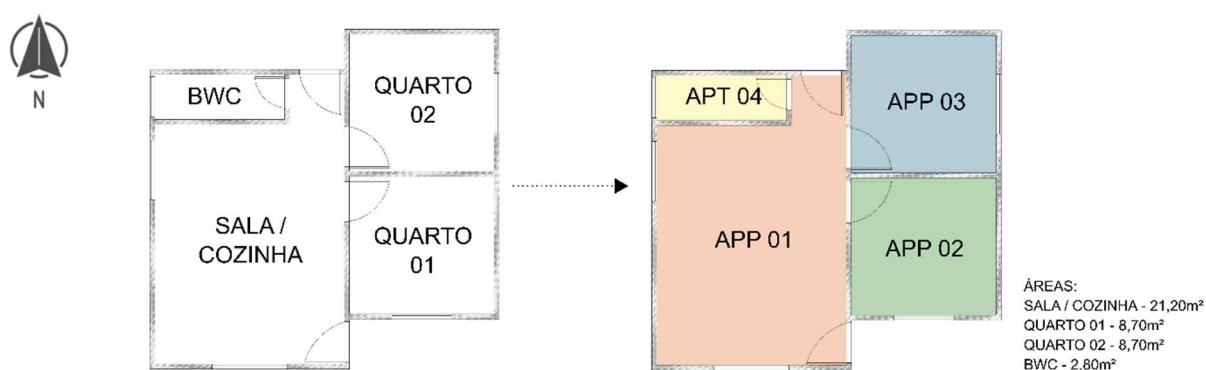 N
BWC
QUARTO
02
SALA /
COZINHA
QUARTO
01
APT 04
APP 03
APP 01
APP 02
ÁREAS:
SALA / COZINHA - 21,20m²
QUARTO 01 - 8,70m²
QUARTO 02 - 8,70m²
BWC - 2,80m²